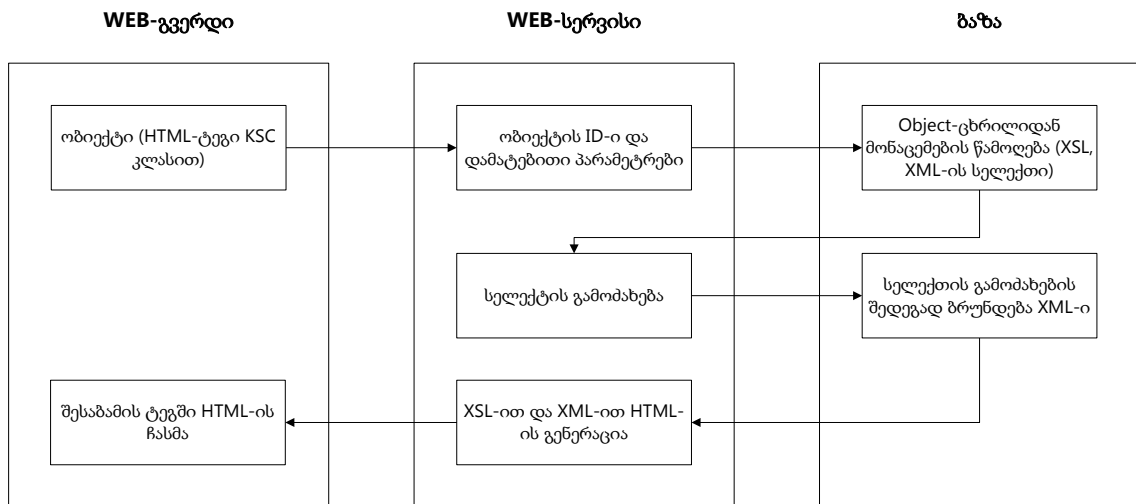 WEB-გვერდი
WEB-სერვისი
ბაზა
ობიექტი (HTML-ტეგი KSC
კლასით)
ობიექტის ID-ი და
დამატებითი პარამეტრები
Object-ცხრილიდან
მონაცემების წამოღება (XSL,
XML-ის სელექთი)
სელექტის გამოძახება
სელექთის გამოძახების
შედეგად ბრუნდება XML-ი
შესაბამის ტეგში HTML-ის
ჩასმა
XSL-ით და XML-ით HTML-
ის გენერაცია